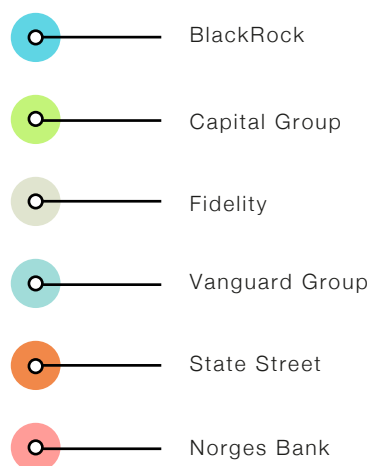 BlackRock
Capital Group
Fidelity
Vanguard Group
State Street
Norges Bank